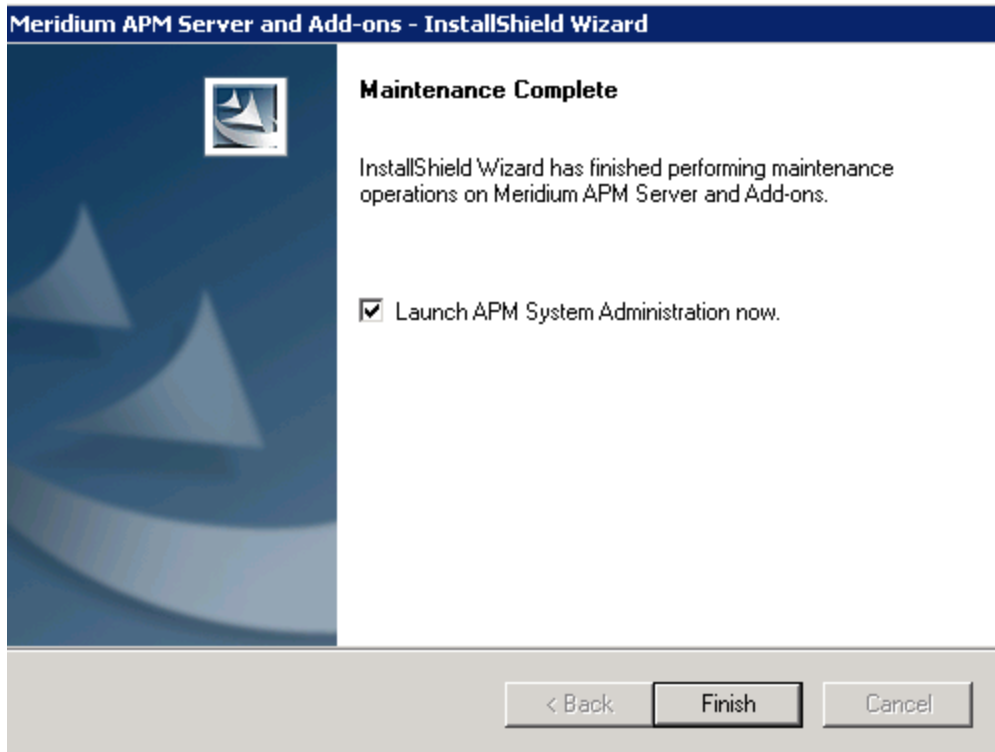 Meridium APM Server and Add-ons - InstallShield Wizard
Maintenance Complete
InstallShield Wizard has finished performing maintenance
operations on Meridium APM Server and Add-ons.
Launch APM System Administration now.
< Back Finish Cancel